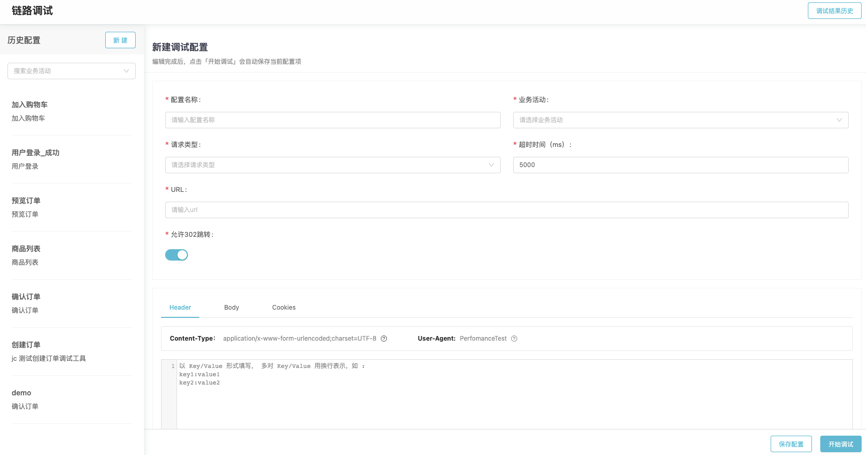 链路调试
调试结果历史
历史配置
新 建
搜索业务活动
加入购物车
加入购物车
用户登录_成功
用户登录
预览订单
预览订单
商品列表
商品列表
确认订单
确认订单
创建订单
jc 测试创建订单调试工具
demo
确认订单
新建调试配置
编辑完成后，点击「开始调试」会自动保存当前配置项
* 配置名称:
请输入配置名称
* 业务活动:
请选择业务活动
* 请求类型:
请选择请求类型
* 超时时间（ms）:
5000
* URL:
请输入url
* 允许302跳转:
Header Body Cookies
Content-Type: application/x-www-form-urlencoded;charset=UTF-8 User-Agent: PerfomanceTest
1 以 Key/Value 形式填写， 多对 Key/Value 用换行表示，如 :
key1:value1
key2:value2
保存配置 开始调试